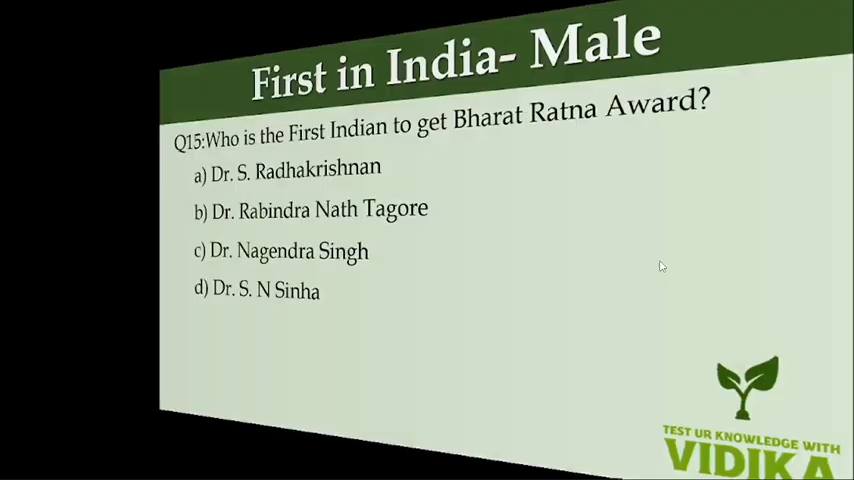 First in India- Male
Q15:Who is the First Indian to get Bharat Ratna Award?
a) Dr. S. Radhakrishnan
b) Dr. Rabindra Nath Tagore
c) Dr. Nagendra Singh
d) Dr. S. N Sinha
TEST UR KNOWLEDGE WITH
VIDIKA